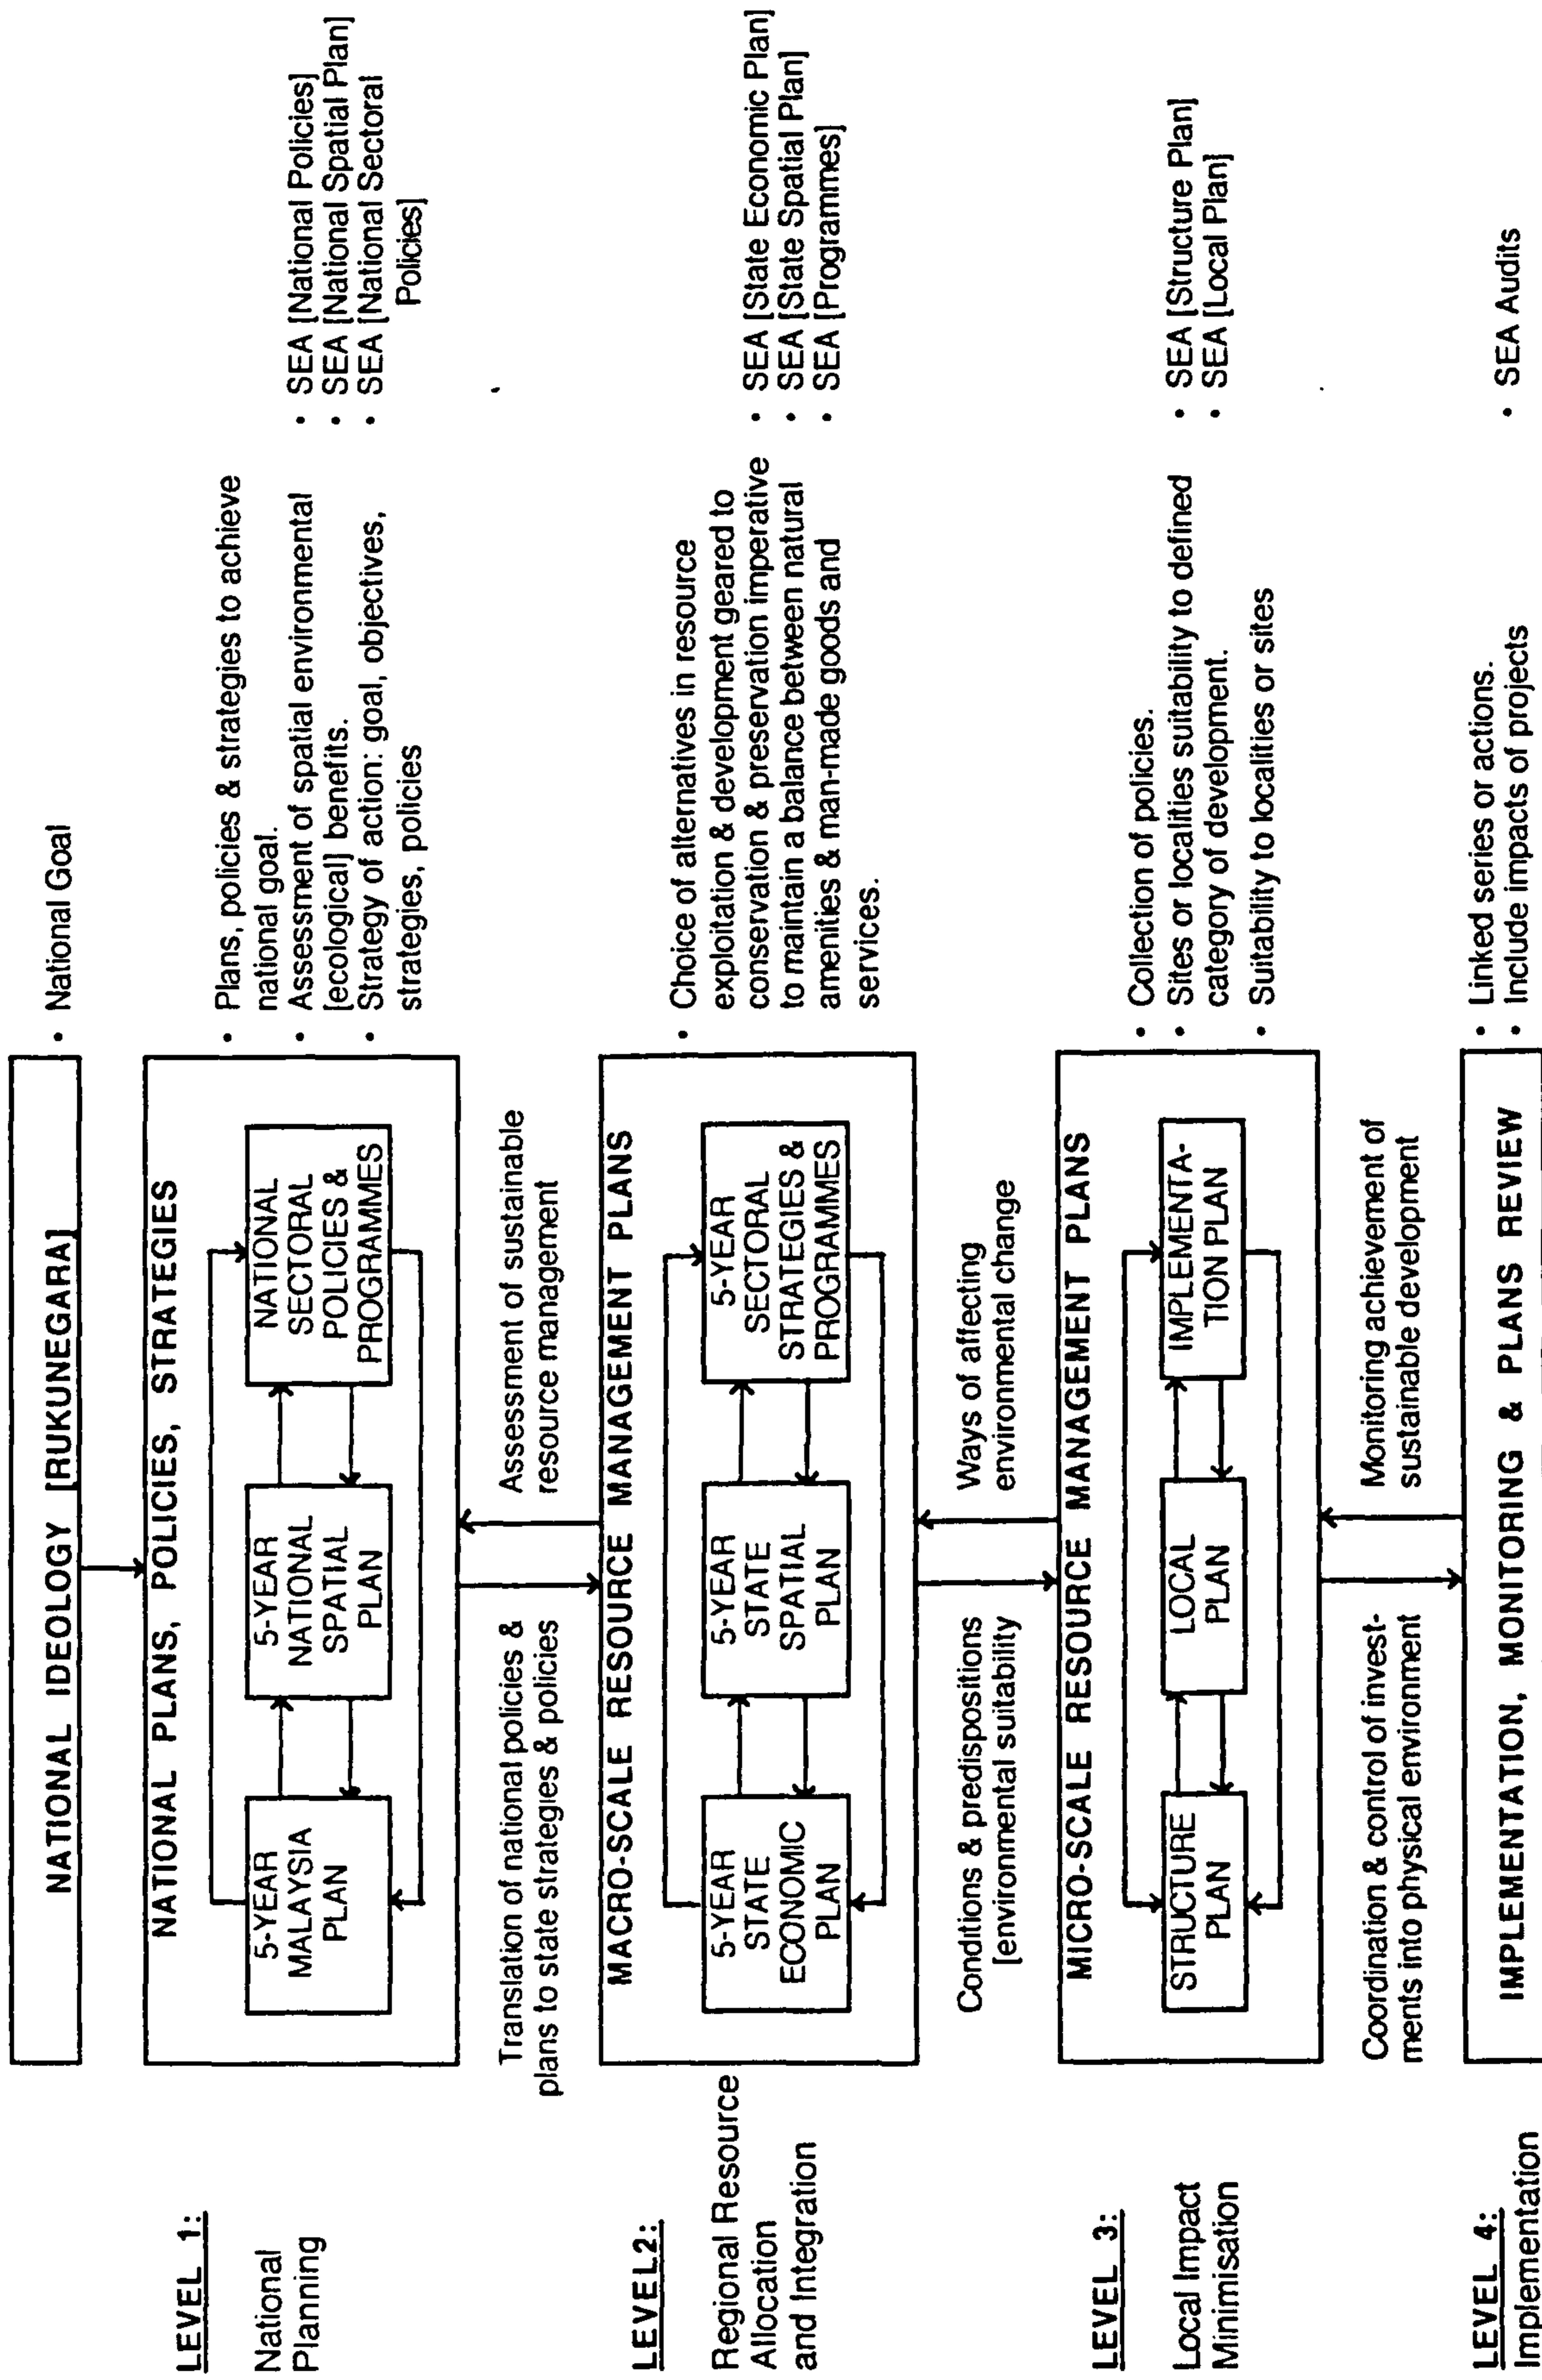 NATIONAL IDEOLOGY [RUKUNEGARA]
• National Goal
LEVEL 1:
National
Planning
NATIONAL PLANS, POLICIES, STRATEGIES
5-YEAR
MALAYSIA
PLAN
5-YEAR
NATIONAL
SPATIAL
PLAN
NATIONAL
SECTORAL
POLICIES &
PROGRAMMES
• Plans, policies & strategies to achieve
national goal.
• Assessment of spatial environmental
[ecological] benefits.
• Strategy of action: goal, objectives,
strategies, policies
• SEA [National Policies]
• SEA [National Spatial Plan]
• SEA [National Sectoral
Policies]
Translation of national policies &
plans to state strategies & policies
Assessment of sustainable
resource management
LEVEL2:
Regional Resource
Allocation
and Integration
MACRO-SCALE RESOURCE MANAGEMENT PLANS
5-YEAR
STATE
ECONOMIC
PLAN
5-YEAR
STATE
SPATIAL
PLAN
5-YEAR
SECTORAL
STRATEGIES &
PROGRAMMES
• Choice of alternatives in resource
exploitation & development geared to
conservation & preservation imperative
to maintain a balance between natural
amenities & man-made goods and
services.
• SEA [State Economic Plan]
• SEA [State Spatial Plan]
• SEA [Programmes]
Conditions & predispositions
[environmental suitability
Ways of affecting
environmental change
LEVEL 3:
Local Impact
Minimisation
MICRO-SCALE RESOURCE MANAGEMENT PLANS
STRUCTURE
PLAN
LOCAL
PLAN
IMPLEMENTA-
TION PLAN
• Collection of policies.
• Sites or localities suitability to defined
category of development.
• Suitability to localities or sites
• SEA [Structure Plan]
• SEA [Local Plan]
Coordination & control of invest-
ments into physical environment
Monitoring achievement of
sustainable development
LEVEL 4:
Implementation
IMPLEMENTATION, MONITORING & PLANS REVIEW
• Linked series or actions.
• Include impacts of projects
• SEA Audits